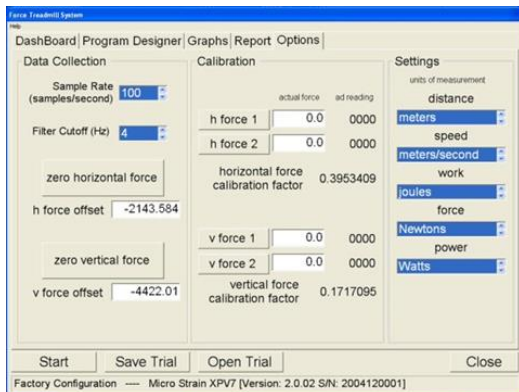 Force Treadmill System
Help
DashBoard Program Designer Graphs Report Options
Data Collection
Sample Rate
(samples/second) 100
Filter Cutoff (Hz) 4
zero horizontal force
h force offset -2143.584
zero vertical force
v force offset -4422.01
Calibration
actual force ad reading
h force 1 0.0 0000
h force 2 0.0 0000
horizontal force
calibration factor 0.3953409
v force 1 0.0 0000
v force 2 0.0 0000
vertical force
calibration factor 0.1717095
Settings
units of measurement
distance
meters
speed
meters/second
work
joules
force
Newtons
power
Watts
Start Save Trial Open Trial Close
Factory Configuration ---- Micro Strain XPV7 [Version: 2.0.02 S/N: 2004120001]